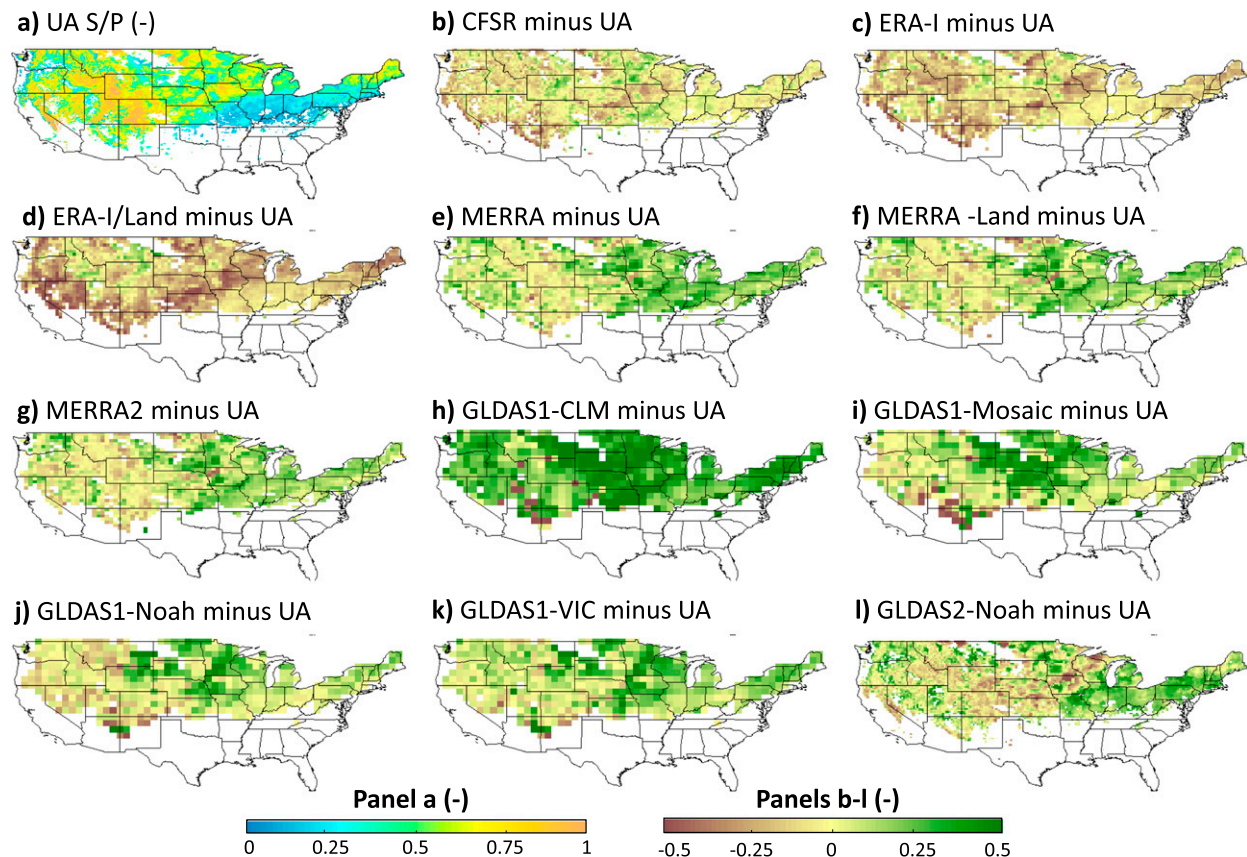 a) UA S/P (-)
b) CFSR minus UA
c) ERA-I minus UA
d) ERA-I/Land minus UA
e) MERRA minus UA
f) MERRA -Land minus UA
g) MERRA2 minus UA
h) GLDAS1-CLM minus UA
i) GLDAS1-Mosaic minus UA
j) GLDAS1-Noah minus UA
k) GLDAS1-VIC minus UA
l) GLDAS2-Noah minus UA
Panel a (-)
0 0.25 0.5 0.75 1
Panels b-l (-)
-0.5 -0.25 0 0.25 0.5